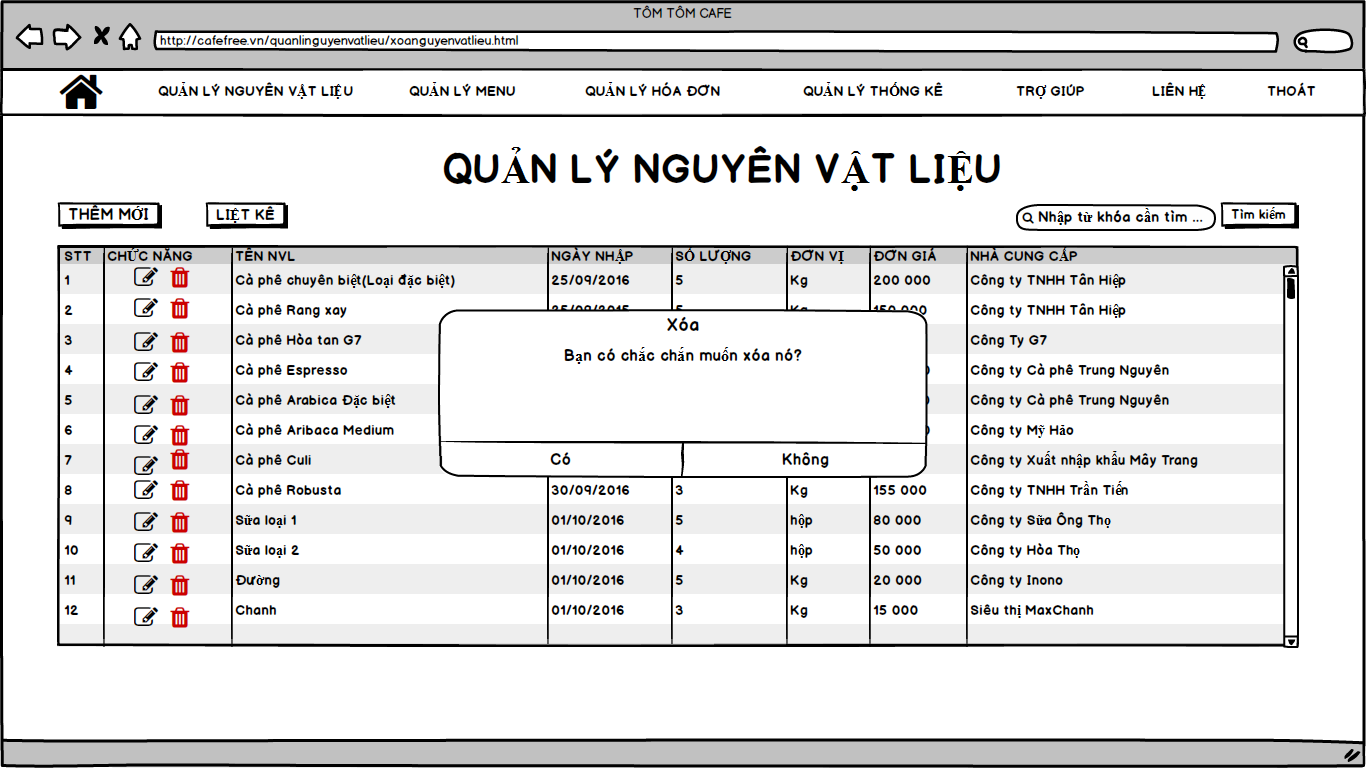 TÔM TÔM CAFE
http://cafefree.vn/quanlinguyenvatlieu/xoanguyenvatlieu.html
QUẢN LÝ NGUYÊN VẬT LIỆU QUẢN LÝ MENU QUẢN LÝ HÓA ĐƠN QUẢN LÝ THỐNG KÊ TRỢ GIÚP LIÊN HỆ THOÁT
QUẢN LÝ NGUYÊN VẬT LIỆU
THÊM MỚI LIỆT KÊ Nhập từ khóa cần tìm ... Tìm kiếm
STT CHỨC NĂNG TÊN NVL NGÀY NHẬP SỐ LƯỢNG ĐƠN VỊ ĐƠN GIÁ NHÀ CUNG CẤP
1 Cà phê chuyên biệt(Loại đặc biệt) 25/09/2016 5 Kg 200 000 Công ty TNHH Tân Hiệp
2 Cà phê Rang xay Công ty TNHH Tân Hiệp
3 Cà phê Hòa tan G7 Công Ty G7
4 Cà phê Espresso Công ty Cà phê Trung Nguyên
5 Cà phê Arabica Đặc biệt Công ty Cà phê Trung Nguyên
6 Cà phê Aribaca Medium Công ty Mỹ Hảo
7 Cà phê Culi Công ty Xuất nhập khẩu Mây Trang
Xóa
Bạn có chắc chắn muốn xóa nó?
Có Không
8 Cà phê Robusta 30/09/2016 3 Kg 155 000 Công ty TNHH Trần Tiến
9 Sữa loại 1 01/10/2016 5 hộp 80 000 Công ty Sữa Ông Thọ
10 Sữa loại 2 01/10/2016 4 hộp 50 000 Công ty Hòa Thọ
11 Đường 01/10/2016 5 Kg 20 000 Công ty Inono
12 Chanh 01/10/2016 3 Kg 15 000 Siêu thị MaxChanh